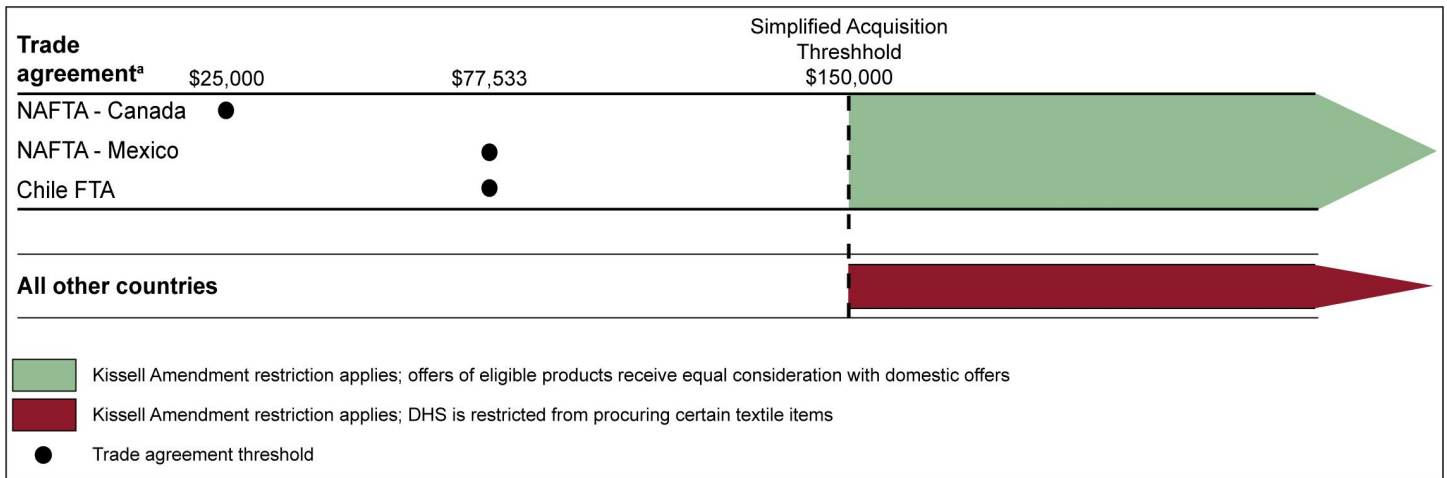 Simplified Acquisition
Threshhold
Trade
agreementᵃ $25,000 $77,533 $150,000
NAFTA - Canada
NAFTA - Mexico
Chile FTA
All other countries
Kissell Amendment restriction applies; offers of eligible products receive equal consideration with domestic offers
Kissell Amendment restriction applies; DHS is restricted from procuring certain textile items
Trade agreement threshold